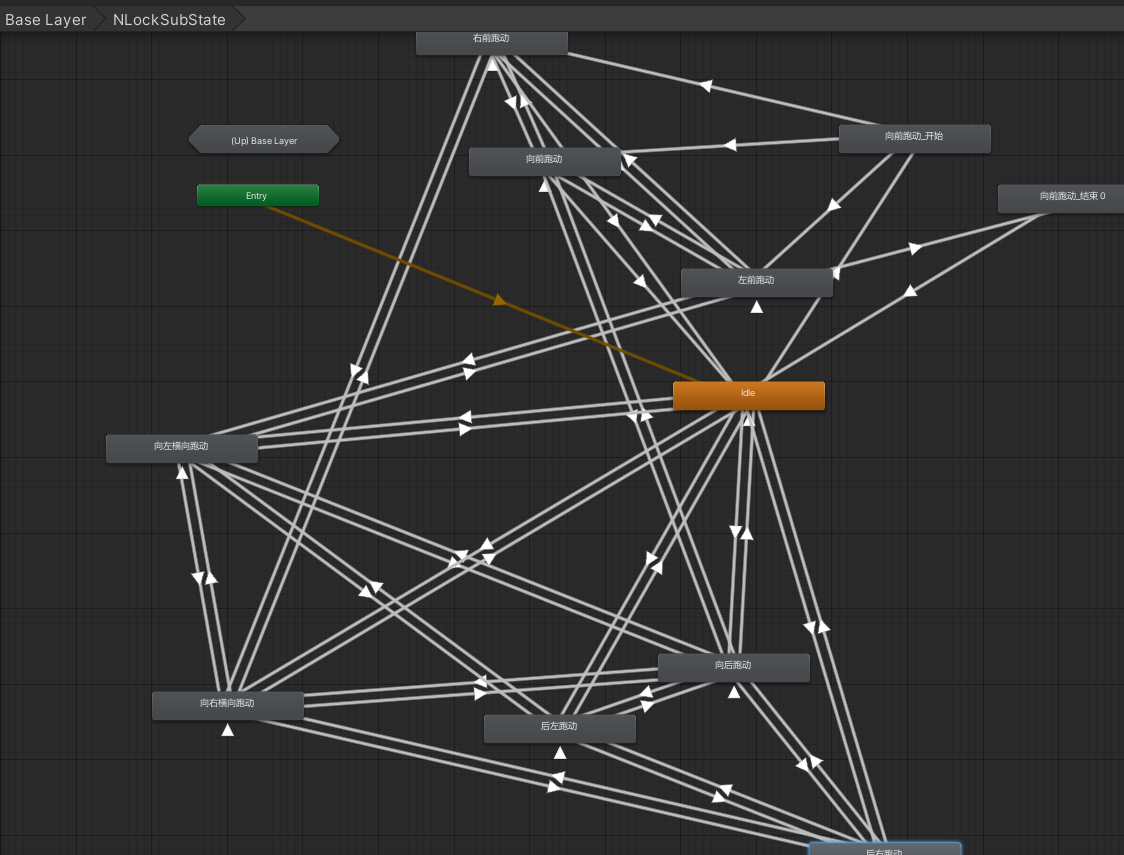 Base Layer
NLockSubState
右前跑动
(Up) Base Layer
向前跑动_开始
向前跑动
Entry
向前跑动_结束 0
左前跑动
Idle
向左横向跑动
向后跑动
向右横向跑动
后左跑动
后右跑动